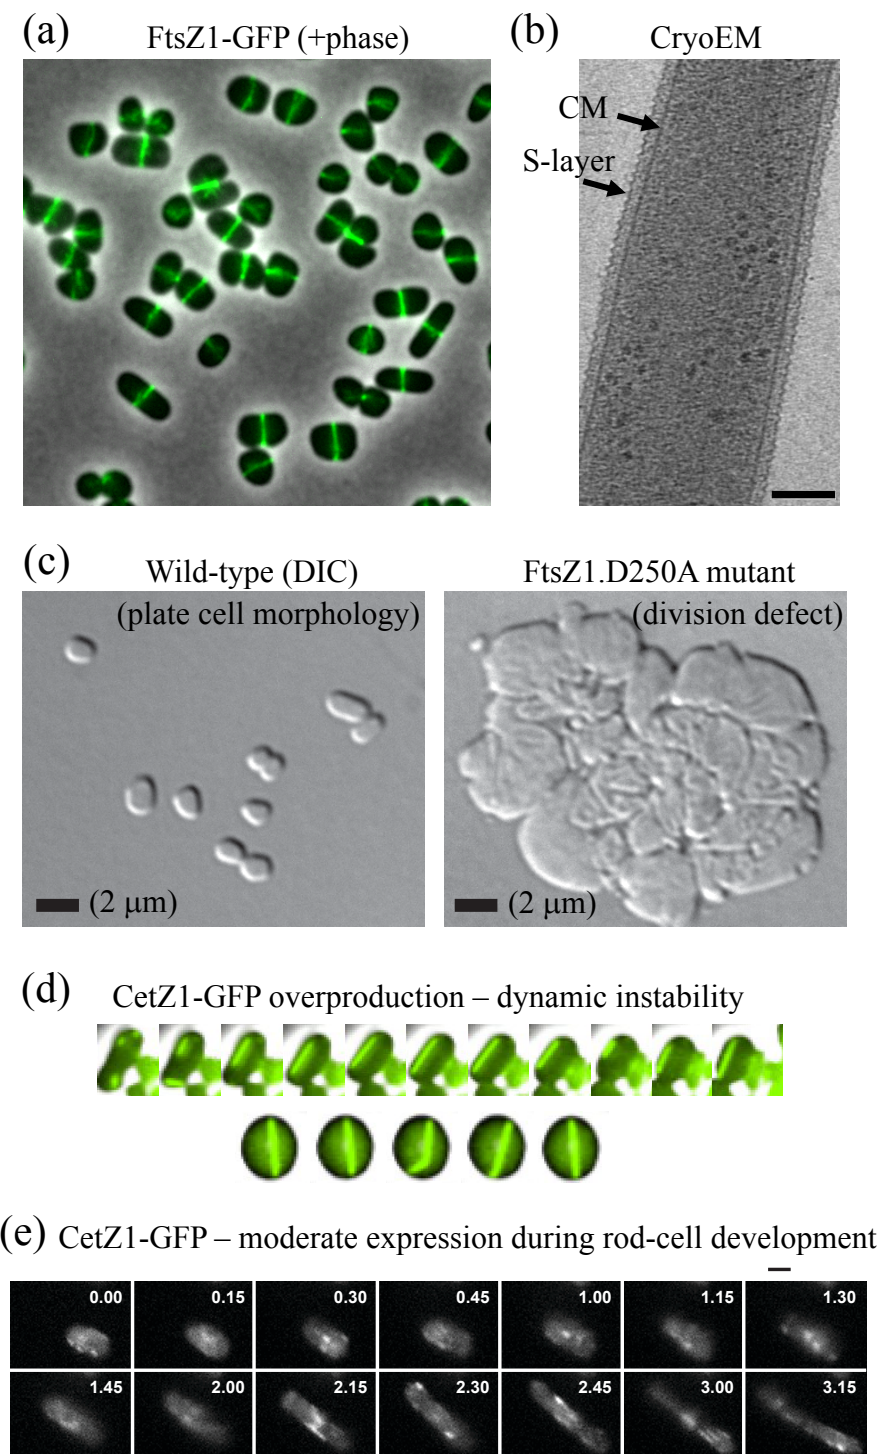 (a) FtsZ1-GFP (+phase)
(b) CryoEM
CM
S-layer
(c) Wild-type (DIC)
(plate cell morphology)
(2 μm)
FtsZ1.D250A mutant
(division defect)
(2 μm)
(d) CetZ1-GFP overproduction – dynamic instability
(e) CetZ1-GFP – moderate expression during rod-cell development
0.00 0.15 0.30 0.45 1.00 1.15 1.30
1.45 2.00 2.15 2.30 2.45 3.00 3.15